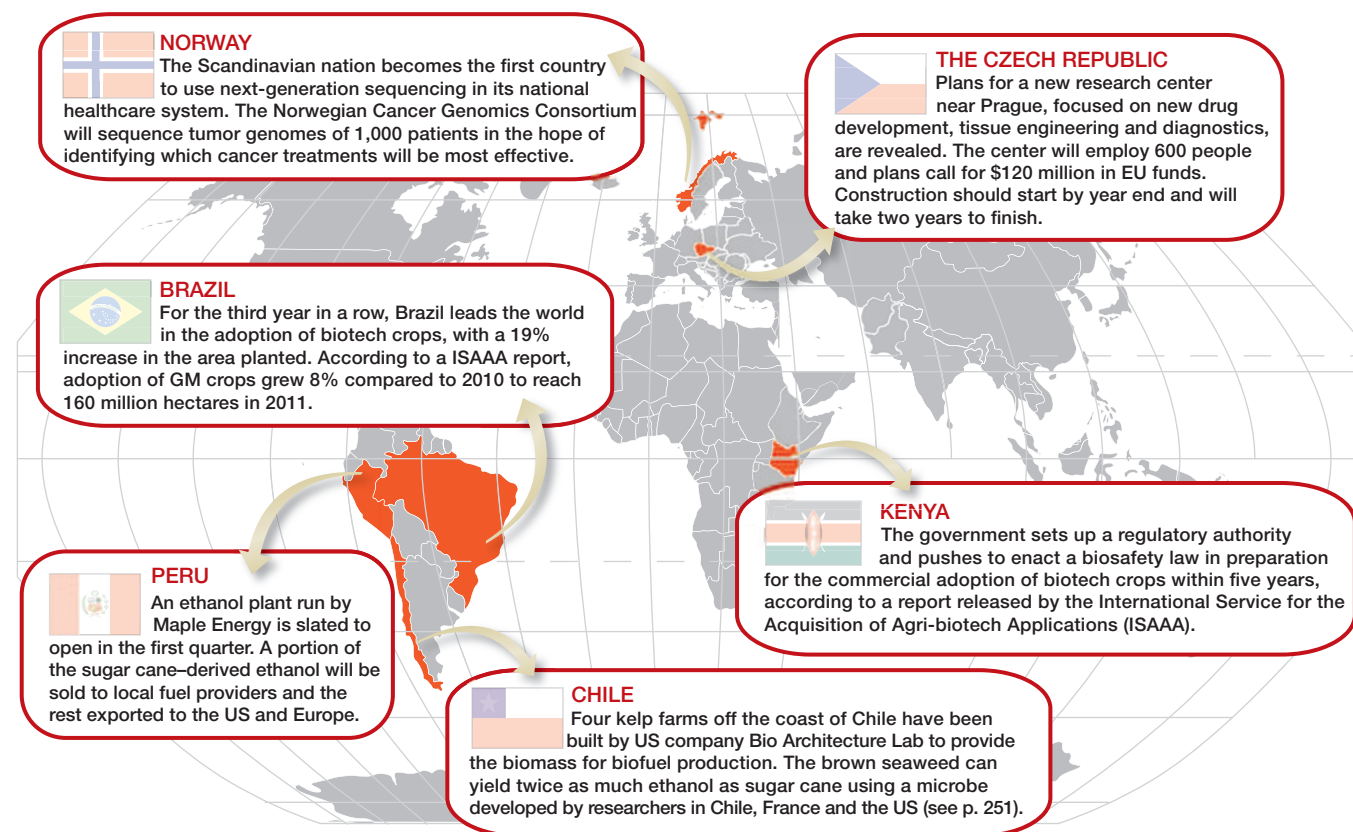 NORWAY
The Scandinavian nation becomes the first country
to use next-generation sequencing in its national
healthcare system. The Norwegian Cancer Genomics Consortium
will sequence tumor genomes of 1,000 patients in the hope of
identifying which cancer treatments will be most effective.
THE CZECH REPUBLIC
Plans for a new research center
near Prague, focused on new drug
development, tissue engineering and diagnostics,
are revealed. The center will employ 600 people
and plans call for $120 million in EU funds.
Construction should start by year end and will
take two years to finish.
BRAZIL
For the third year in a row, Brazil leads the world
in the adoption of biotech crops, with a 19%
increase in the area planted. According to a ISAAA report,
adoption of GM crops grew 8% compared to 2010 to reach
160 million hectares in 2011.
KENYA
The government sets up a regulatory authority
and pushes to enact a biosafety law in preparation
for the commercial adoption of biotech crops within five years,
according to a report released by the International Service for the
Acquisition of Agri-biotech Applications (ISAAA).
PERU
An ethanol plant run by
Maple Energy is slated to
open in the first quarter. A portion of
the sugar cane–derived ethanol will be
sold to local fuel providers and the
rest exported to the US and Europe.
CHILE
Four kelp farms off the coast of Chile have been
built by US company Bio Architecture Lab to provide
the biomass for biofuel production. The brown seaweed can
yield twice as much ethanol as sugar cane using a microbe
developed by researchers in Chile, France and the US (see p. 251).